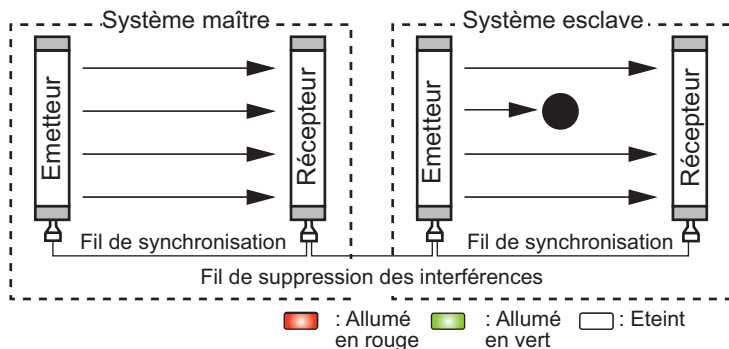 Système maître
Système esclave
Emetteur
Récepteur
Emetteur
Récepteur
Fil de synchronisation
Fil de synchronisation
Fil de suppression des interférences
: Allumé en rouge
: Allumé en vert
: Eteint